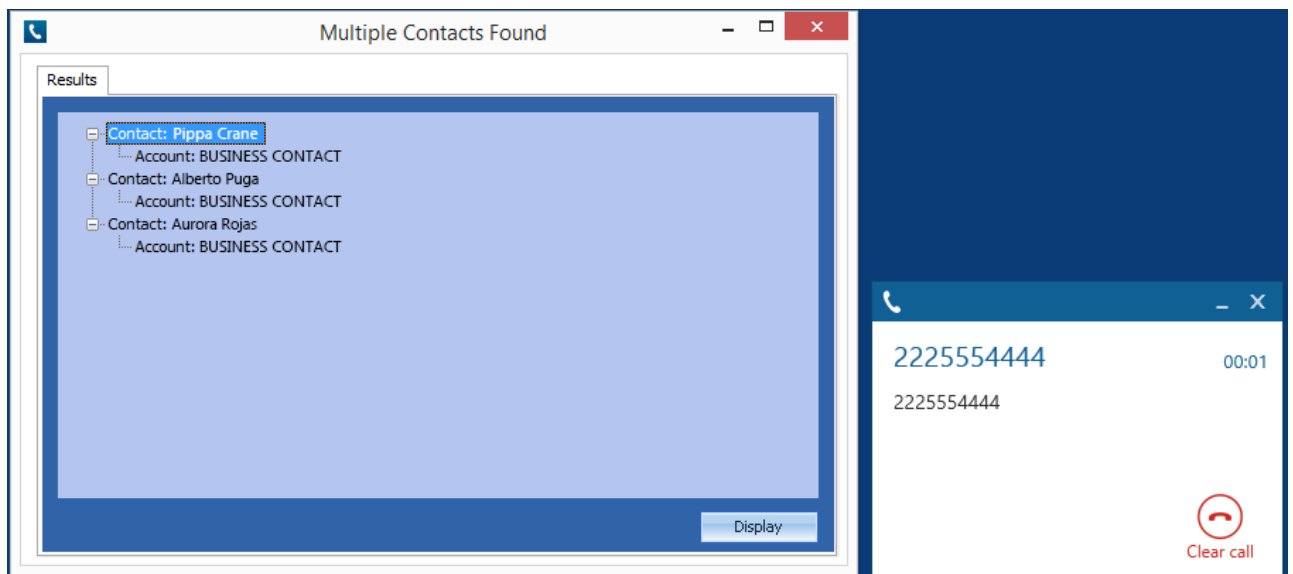 Multiple Contacts Found
Results
Contact: Pippa Crane
Account: BUSINESS CONTACT
Contact: Alberto Puga
Account: BUSINESS CONTACT
Contact: Aurora Rojas
Account: BUSINESS CONTACT
Display
2225554444 00:01
2225554444
Clear call